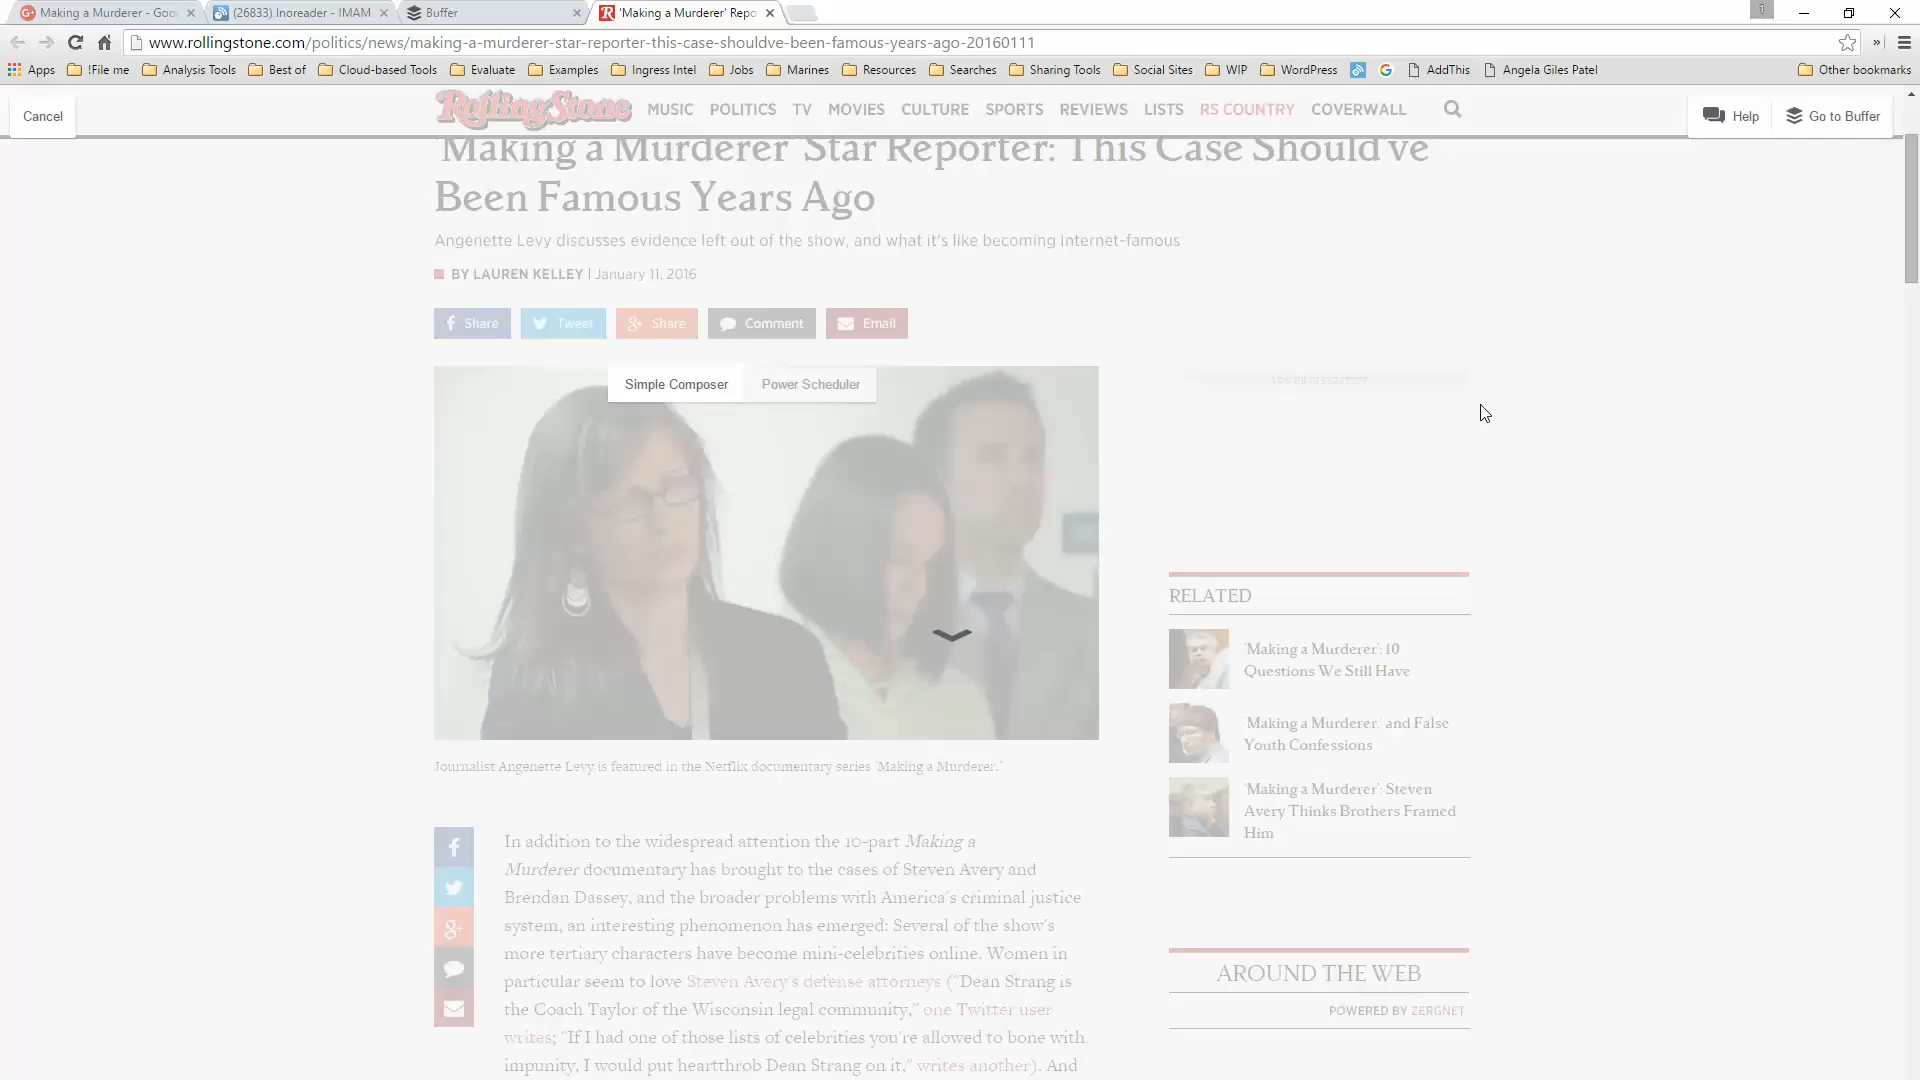 Making a Murderer - Goo
(26833) Inoreader - !MAM
Buffer
'Making a Murderer' Repo
1
www.rollingstone.com/politics/news/making-a-murderer-star-reporter-this-case-shouldve-been-famous-years-ago-20160111
Apps !File me Analysis Tools Best of Cloud-based Tools Evaluate Examples Ingress Intel Jobs Marines Resources Searches Sharing Tools Social Sites WIP WordPress AddThis Angela Giles Patel Other bookmarks
Cancel
RollingStone MUSIC POLITICS TV MOVIES CULTURE SPORTS REVIEWS LISTS RS COUNTRY COVERWALL
Help Go to Buffer
'Making a Murderer' Star Reporter: This Case Should've
Been Famous Years Ago
Angenette Levy discusses evidence left out of the show, and what it's like becoming Internet-famous
BY LAUREN KELLEY | January 11, 2016
Share Tweet Share Comment Email
Simple Composer Power Scheduler
ADVERTISEMENT
RELATED
'Making a Murderer': 10
Questions We Still Have
'Making a Murderer,' and False
Youth Confessions
'Making a Murderer': Steven
Avery Thinks Brothers Framed
Him
Journalist Angenette Levy is featured in the Netflix documentary series 'Making a Murderer.'
In addition to the widespread attention the 10-part Making a
Murderer documentary has brought to the cases of Steven Avery and
Brendan Dassey, and the broader problems with America's criminal justice
system, an interesting phenomenon has emerged: Several of the show's
more tertiary characters have become mini-celebrities online. Women in
particular seem to love Steven Avery's defense attorneys ("Dean Strang is
the Coach Taylor of the Wisconsin legal community," one Twitter user
writes; "If I had one of those lists of celebrities you're allowed to bone with
impunity, I would put heartthrob Dean Strang on it," writes another). And
AROUND THE WEB
POWERED BY ZERGNET